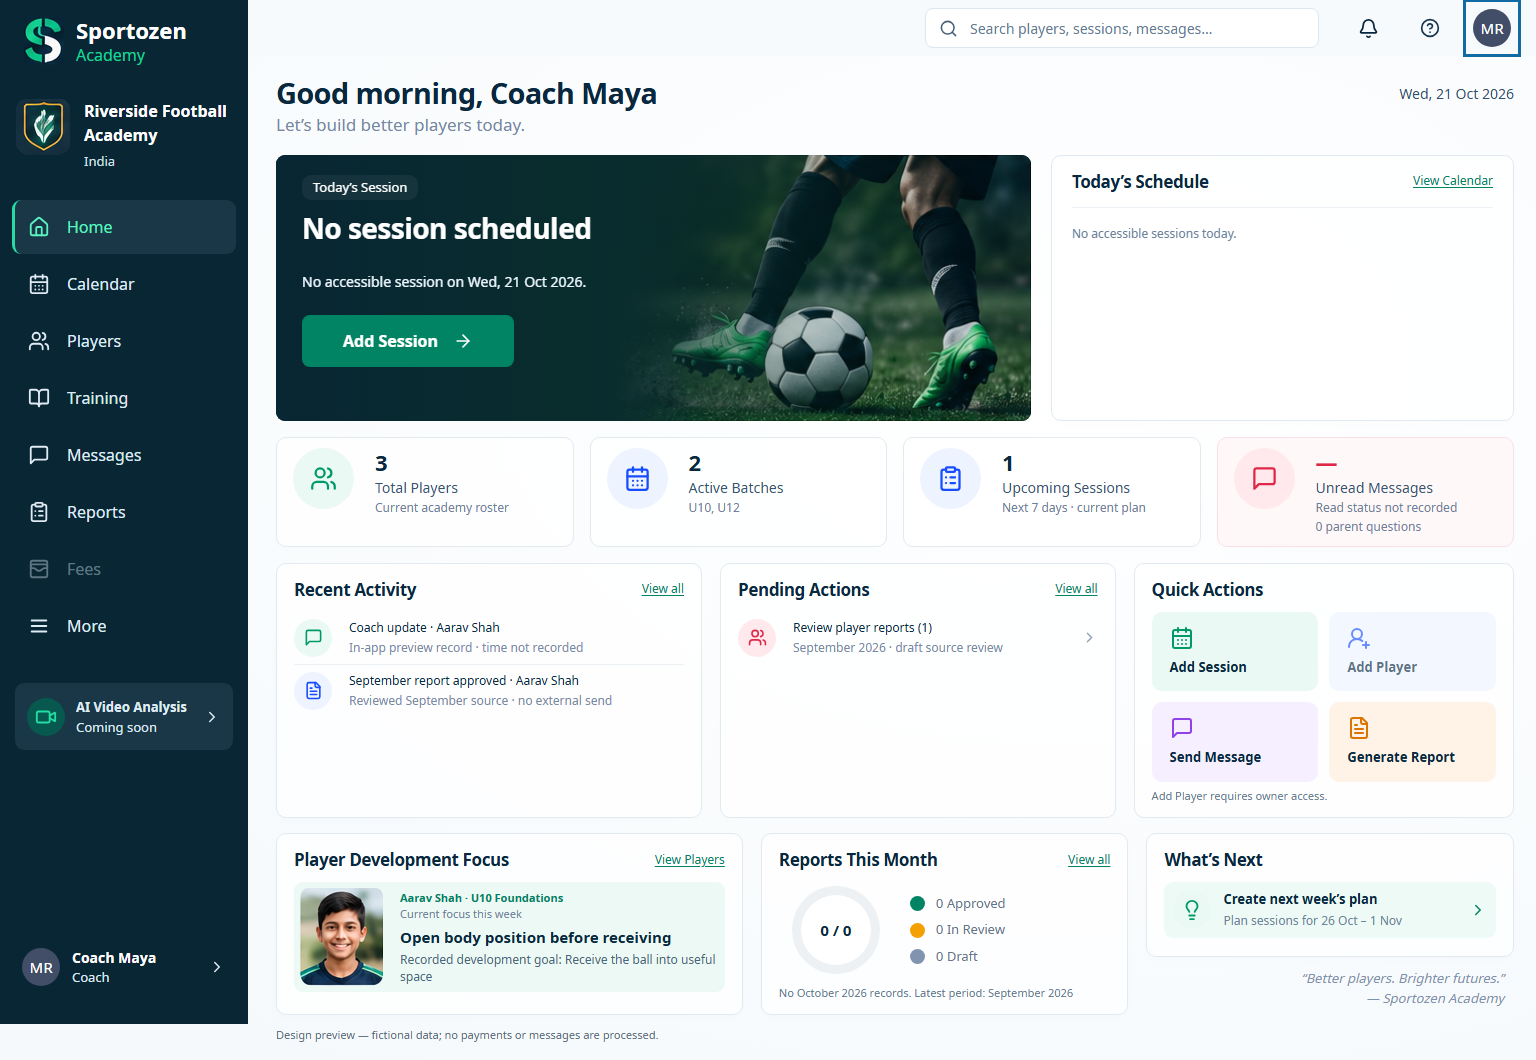 Sportozen
Academy
Riverside Football
Academy
India
Home
Calendar
Players
Training
Messages
Reports
Fees
More
AI Video Analysis
Coming soon
MR
Coach Maya
Coach
Search players, sessions, messages...
MR
Good morning, Coach Maya
Let’s build better players today.
Wed, 21 Oct 2026
Today’s Session
No session scheduled
No accessible session on Wed, 21 Oct 2026.
Add Session
Today’s Schedule
View Calendar
No accessible sessions today.
3
Total Players
Current academy roster
2
Active Batches
U10, U12
1
Upcoming Sessions
Next 7 days · current plan
—
Unread Messages
Read status not recorded
0 parent questions
Recent Activity
View all
Coach update · Aarav Shah
In-app preview record · time not recorded
September report approved · Aarav Shah
Reviewed September source · no external send
Pending Actions
View all
Review player reports (1)
September 2026 · draft source review
Quick Actions
Add Session
Add Player
Send Message
Generate Report
Add Player requires owner access.
Player Development Focus
View Players
Aarav Shah · U10 Foundations
Current focus this week
Open body position before receiving
Recorded development goal: Receive the ball into useful
space
Reports This Month
View all
0 / 0
0 Approved
0 In Review
0 Draft
No October 2026 records. Latest period: September 2026
What’s Next
Create next week’s plan
Plan sessions for 26 Oct – 1 Nov
“Better players. Brighter futures.”
— Sportozen Academy
Design preview — fictional data; no payments or messages are processed.